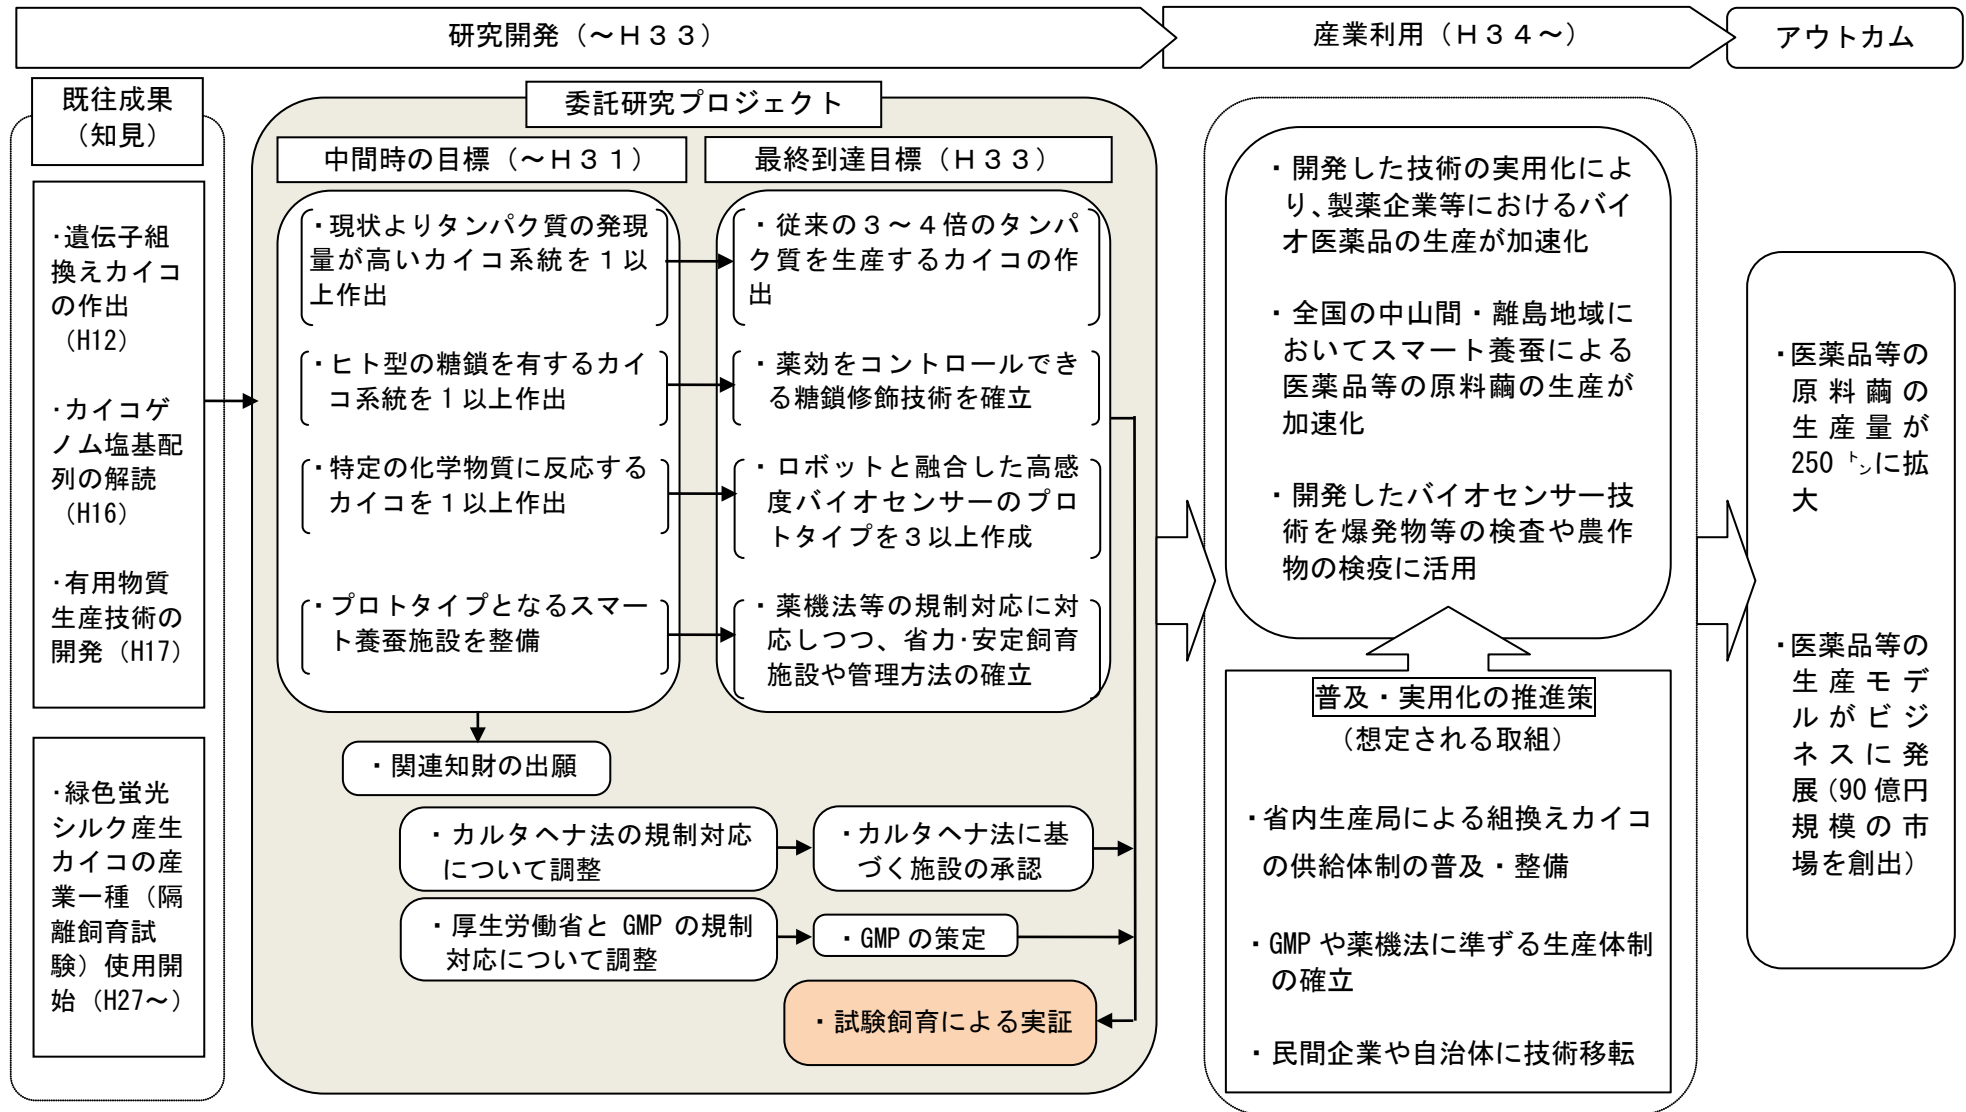 研究開発（～Ｈ３３）
産業利用（Ｈ３４～）
アウトカム
既往成果
（知見）
・遺伝子組
換えカイコ
の作出
（H12）
・カイコゲ
ノム塩基配
列の解読
（H16）
・有用物質
生産技術の
開発（H17）
・緑色蛍光
シルク産生
カイコの産
業一種（隔
離飼育試
験）使用開
始（H27～）
委託研究プロジェクト
中間時の目標（～Ｈ３１）
・現状よりタンパク質の発現
量が高いカイコ系統を１以
上作出
・ヒト型の糖鎖を有するカイ
コ系統を１以上作出
・特定の化学物質に反応する
カイコを１以上作出
・プロトタイプとなるスマー
ト養蚕施設を整備
最終到達目標（Ｈ３３）
・従来の３～４倍のタンパ
ク質を生産するカイコの作
出
・薬効をコントロールでき
る糖鎖修飾技術を確立
・ロボットと融合した高感
度バイオセンサーのプロ
トタイプを３以上作成
・薬機法等の規制対応に対
応しつつ、省力・安定飼育
施設や管理方法の確立
・関連知財の出願
・カルタヘナ法の規制対応
について調整
・カルタヘナ法に基
づく施設の承認
・厚生労働省と GMP の規制
対応について調整
・GMP の策定
・試験飼育による実証
・開発した技術の実用化によ
り、製薬企業等におけるバイ
オ医薬品の生産が加速化
・全国の中山間・離島地域に
おいてスマート養蚕による
医薬品等の原料繭の生産が
加速化
・開発したバイオセンサー技
術を爆発物等の検査や農作
物の検疫に活用
普及・実用化の推進策
（想定される取組）
・省内生産局による組換えカイコ
の供給体制の普及・整備
・GMP や薬機法に準ずる生産体制
の確立
・民間企業や自治体に技術移転
・医薬品等の
原料繭の
生産量が
250 ㌧に拡
大
・医薬品等の
生産モデ
ルがビジ
ネスに発
展（90 億円
規模の市
場を創出）